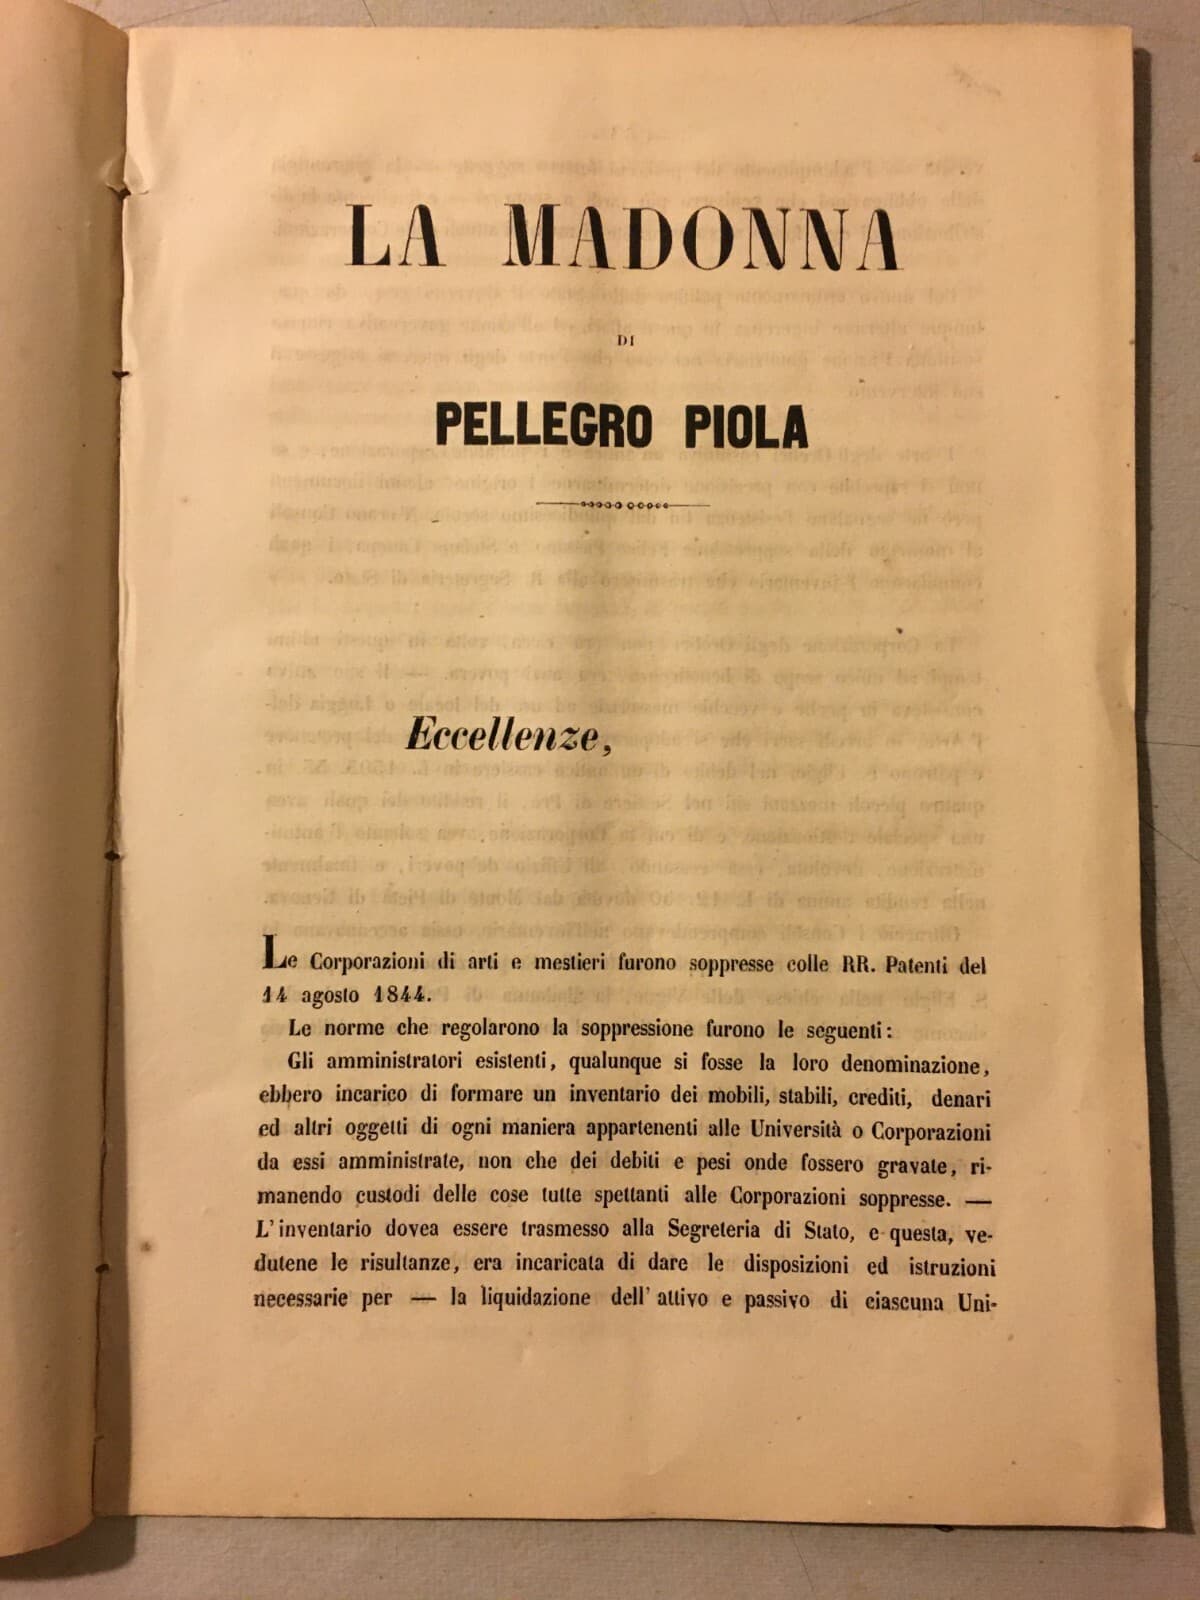 LA MADONNA
DI
PELLEGRO PIOLA
Eccellenze,
Le Corporazioni di arti e mestieri furono soppresse colle RR. Patenti del
14 agosto 1844.
Le norme che regolarono la soppressione furono le seguenti:
Gli amministratori esistenti, qualunque si fosse la loro denominazione,
ebbero incarico di formare un inventario dei mobili, stabili, crediti, denari
ed altri oggetti di ogni maniera appartenenti alle Università o Corporazioni
da essi amministrate, non che dei debiti e pesi onde fossero gravate, ri-
manendo custodi delle cose tutte spettanti alle Corporazioni soppresse. —
L'inventario dovea essere trasmesso alla Segreteria di Stato, e questa, ve-
dutene le risultanze, era incaricata di dare le disposizioni ed istruzioni
necessarie per — la liquidazione dell' attivo e passivo di ciascuna Uni-